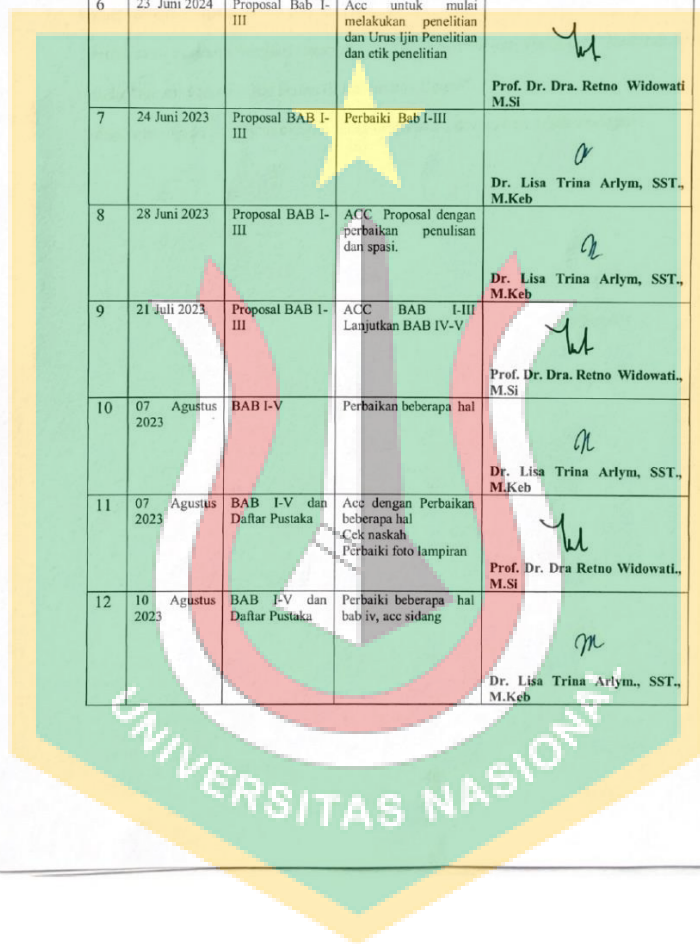 6 23 Juni 2024 Proposal Bab I- Acc untuk mulai
III melakukan penelitian
dan Urus Ijin Penelitian
dan etik penelitian
Prof. Dr. Dra. Retno Widowati
M.Si
7 24 Juni 2023 Proposal BAB I- Perbaiki Bab I-III
III
Dr. Lisa Trina Arlym, SST.,
M.Keb
8 28 Juni 2023 Proposal BAB I- ACC Proposal dengan
III perbaikan penulisan
dan spasi.
Dr. Lisa Trina Arlym, SST.,
M.Keb
9 21 Juli 2023 Proposal BAB I- ACC BAB I-III
III Lanjutkan BAB IV-V
Prof. Dr. Dra. Retno Widowati.,
M.Si
10 07 Agustus BAB I-V Perbaikan beberapa hal
2023
Dr. Lisa Trina Arlym, SST.,
M.Keb
11 07 Agustus BAB I-V dan Acc dengan Perbaikan
2023 Daftar Pustaka beberapa hal
Cek naskah
Perbaiki foto lampiran
Prof. Dr. Dra Retno Widowati.,
M.Si
12 10 Agustus BAB I-V dan Perbaiki beberapa hal
2023 Daftar Pustaka bab iv, acc sidang
Dr. Lisa Trina Arlym., SST.,
M.Keb
UNIVERSITAS NASIONAL